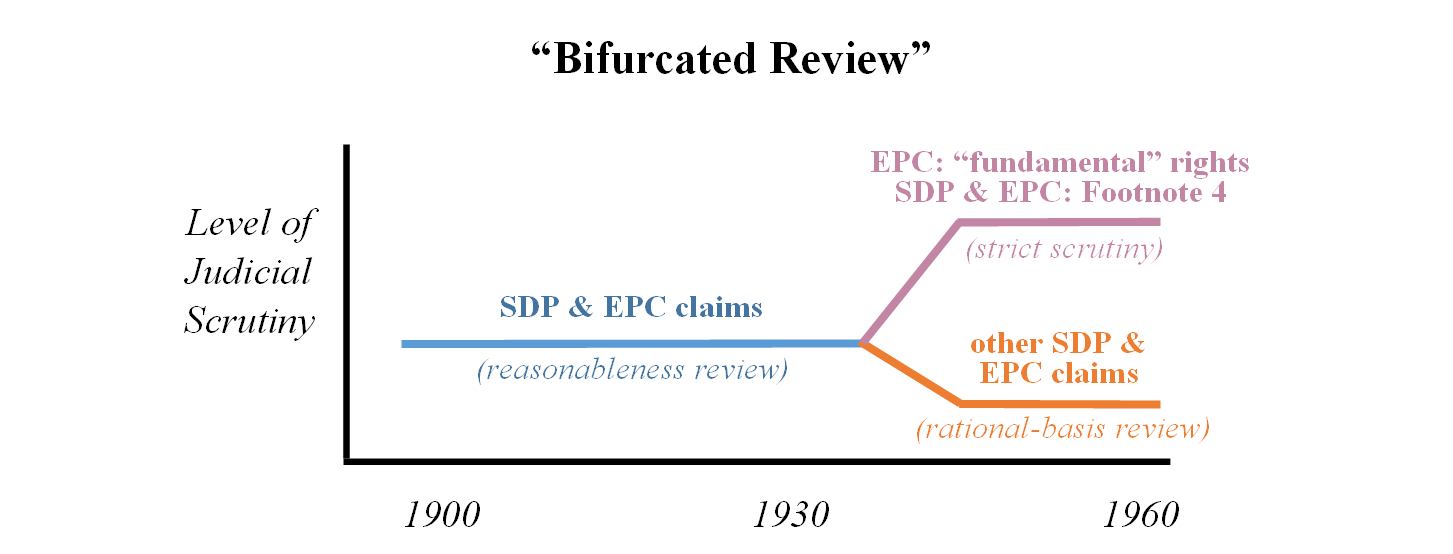 “Bifurcated Review”
Level of
Judicial
Scrutiny
SDP & EPC claims
(reasonableness review)
EPC: “fundamental” rights
SDP & EPC: Footnote 4
(strict scrutiny)
other SDP &
EPC claims
(rational-basis review)
1900
1930
1960